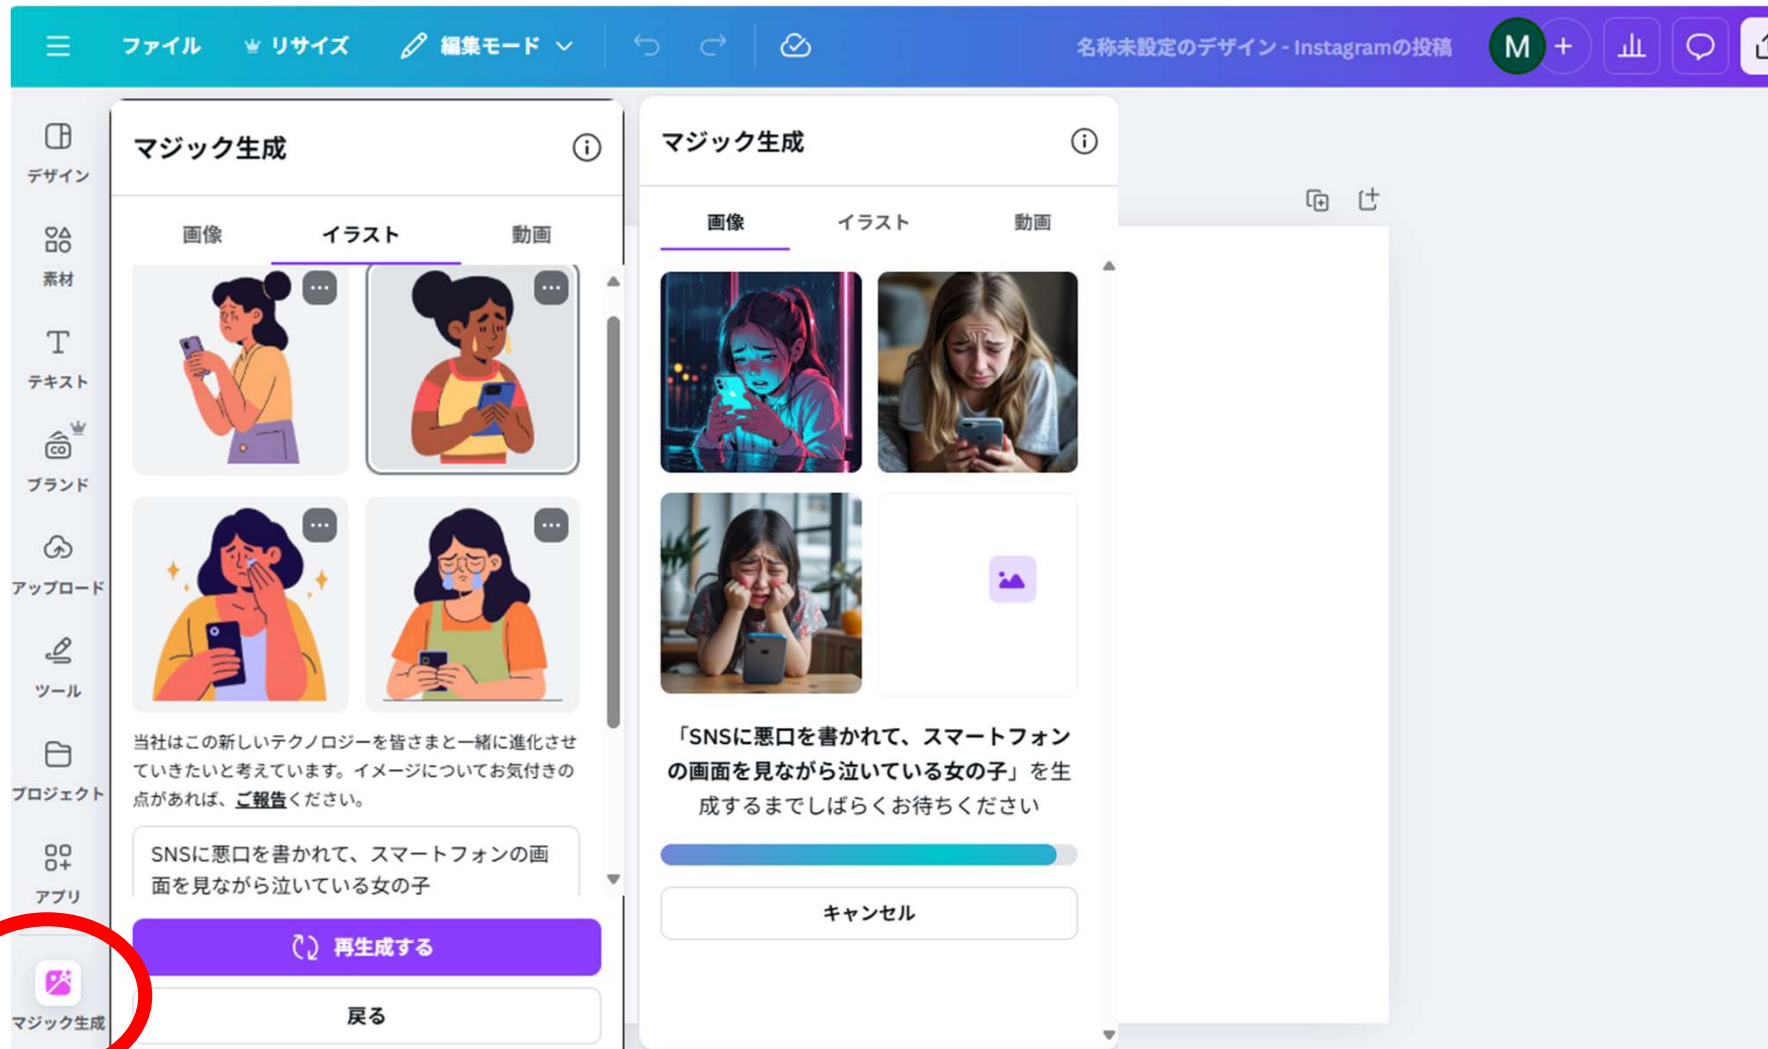 ファイル
リサイズ
編集モード
名称未設定のデザイン - Instagramの投稿
M
+
デザイン
素材
テキスト
CO
ブランド
アップロード
ツール
プロジェクト
アプリ
マジック生成
マジック生成
画像
イラスト
動画
当社はこの新しいテクノロジーを皆さまと一緒に進化させ
ていきたいと考えています。イメージについてお気付きの
点があれば、ご報告ください。
SNSに悪口を書かれて、スマートフォンの画
面を見ながら泣いている女の子
再生成する
戻る
マジック生成
画像
イラスト
動画
「SNSに悪口を書かれて、スマートフォン
の画面を見ながら泣いている女の子」を生
成するまでしばらくお待ちください
キャンセル